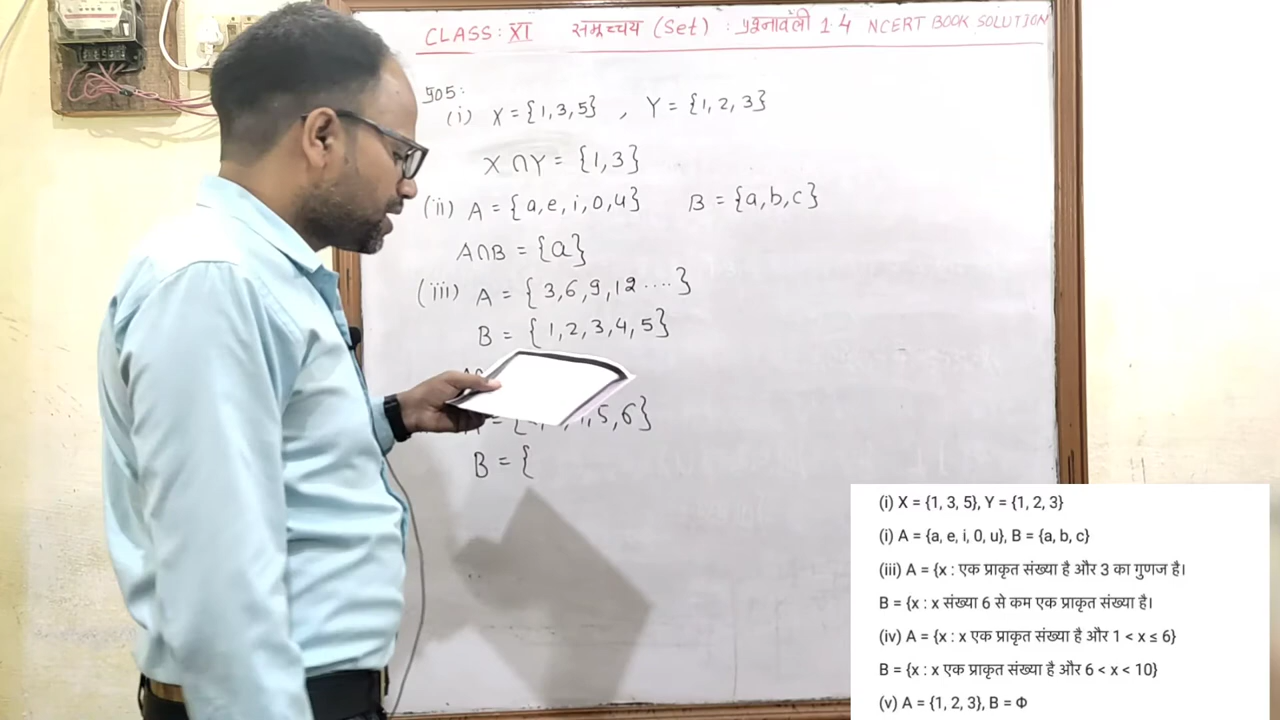 CLASS: XI समुच्चय (Set) : प्रश्नावली 1.4 NCERT BOOK SOLUTION
प्र05:
(i) X = {1,3,5} , Y = {1, 2, 3}
X ∩ Y = {1,3}
(ii) A = {a,e,i,0,u} B = {a,b,c}
A∩B = {a}
(iii) A = {3,6,9,12....}
B = {1,2,3,4,5}
5,6}
B = {
(i) X = {1, 3, 5}, Y = {1, 2, 3}
(i) A = {a, e, i, 0, u}, B = {a, b, c}
(iii) A = {x : एक प्राकृत संख्या है और 3 का गुणज है।
B = {x : x संख्या 6 से कम एक प्राकृत संख्या है।
(iv) A = {x : x एक प्राकृत संख्या है और 1 < x ≤ 6}
B = {x : x एक प्राकृत संख्या है और 6 < x < 10}
(v) A = {1, 2, 3}, B = Φ